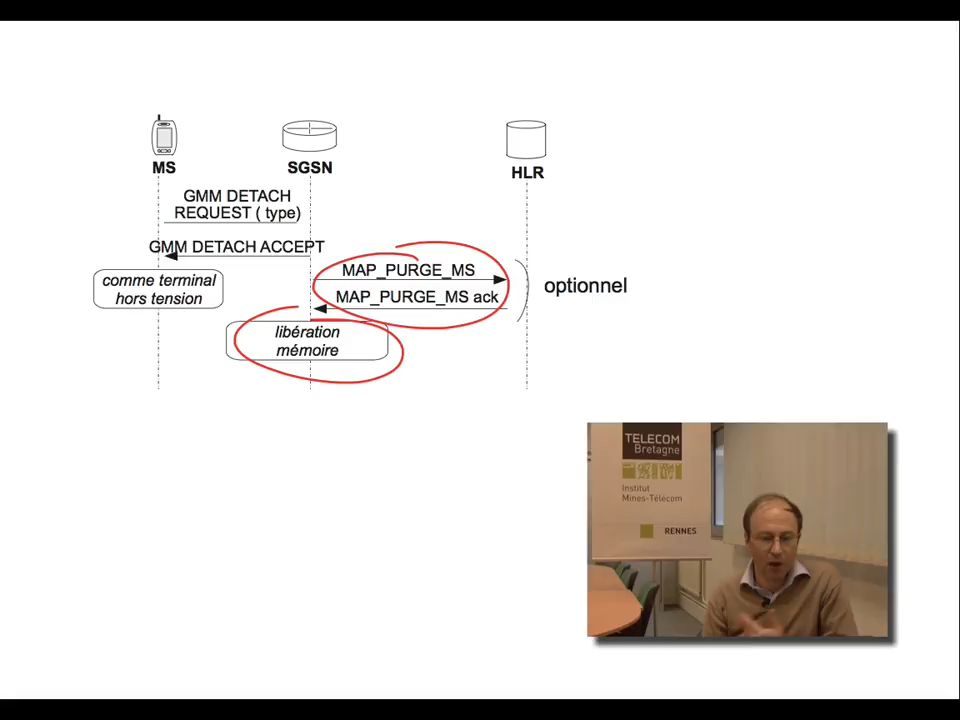 MS
SGSN
HLR
GMM DETACH
REQUEST ( type)
GMM DETACH ACCEPT
comme terminal
hors tension
MAP_PURGE_MS
MAP_PURGE_MS ack
optionnel
libération
mémoire
TELECOM
Bretagne
Institut
Mines-Télécom
RENNES